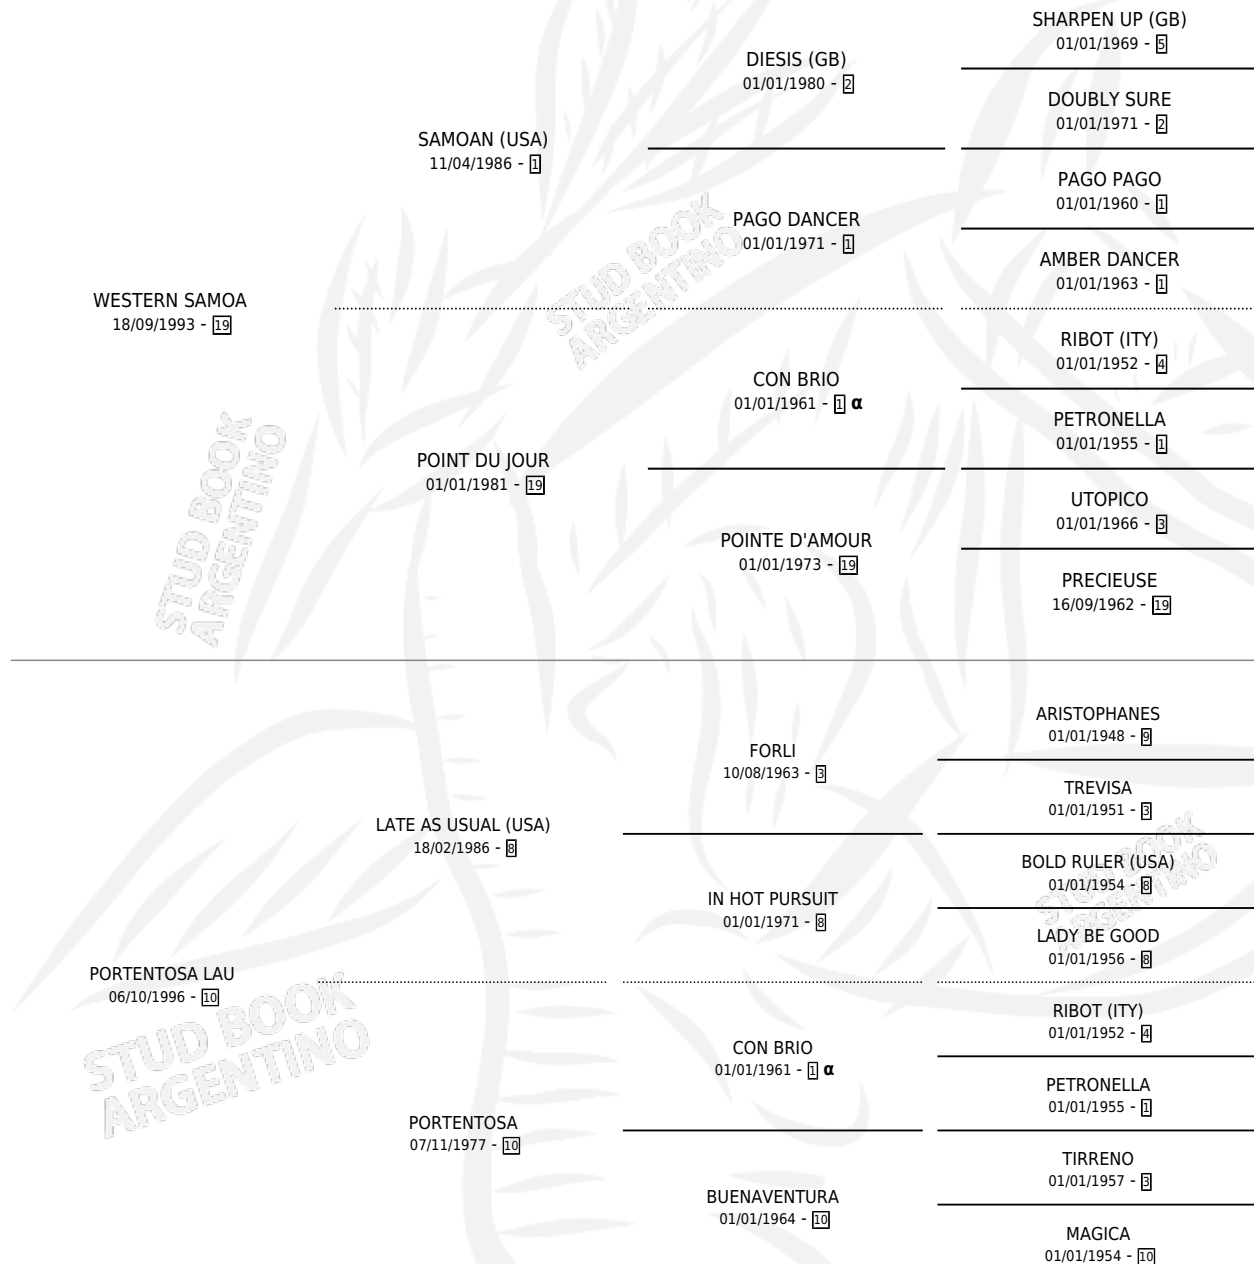 SHARPEN UP (GB)
01/01/1969 - 5
DIESIS (GB)
01/01/1980 - 2
DOUBLY SURE
01/01/1971 - 2
SAMOAN (USA)
11/04/1986 - 1
PAGO PAGO
01/01/1960 - 1
PAGO DANCER
01/01/1971 - 1
AMBER DANCER
01/01/1963 - 1
WESTERN SAMOA
18/09/1993 - 19
RIBOT (ITY)
01/01/1952 - 4
CON BRIO
01/01/1961 - 1 α
PETRONELLA
01/01/1955 - 1
POINT DU JOUR
01/01/1981 - 19
UTOPICO
01/01/1966 - 3
POINTE D'AMOUR
01/01/1973 - 19
PRECIEUSE
16/09/1962 - 19
STUD BOOK
ARGENTINO
STUD BOOK
ARGENTINO
ARISTOPHANES
01/01/1948 - 9
FORLI
10/08/1963 - 3
TREVISA
01/01/1951 - 3
LATE AS USUAL (USA)
18/02/1986 - 8
BOLD RULER (USA)
01/01/1954 - 8
IN HOT PURSUIT
01/01/1971 - 8
LADY BE GOOD
01/01/1956 - 8
PORTENTOSA LAU
06/10/1996 - 10
RIBOT (ITY)
01/01/1952 - 4
CON BRIO
01/01/1961 - 1 α
PETRONELLA
01/01/1955 - 1
PORTENTOSA
07/11/1977 - 10
TIRRENO
01/01/1957 - 3
BUENAVENTURA
01/01/1964 - 10
MAGICA
01/01/1954 - 10
STUD BOOK
ARGENTINO
STUD BOOK
ARGENTINO